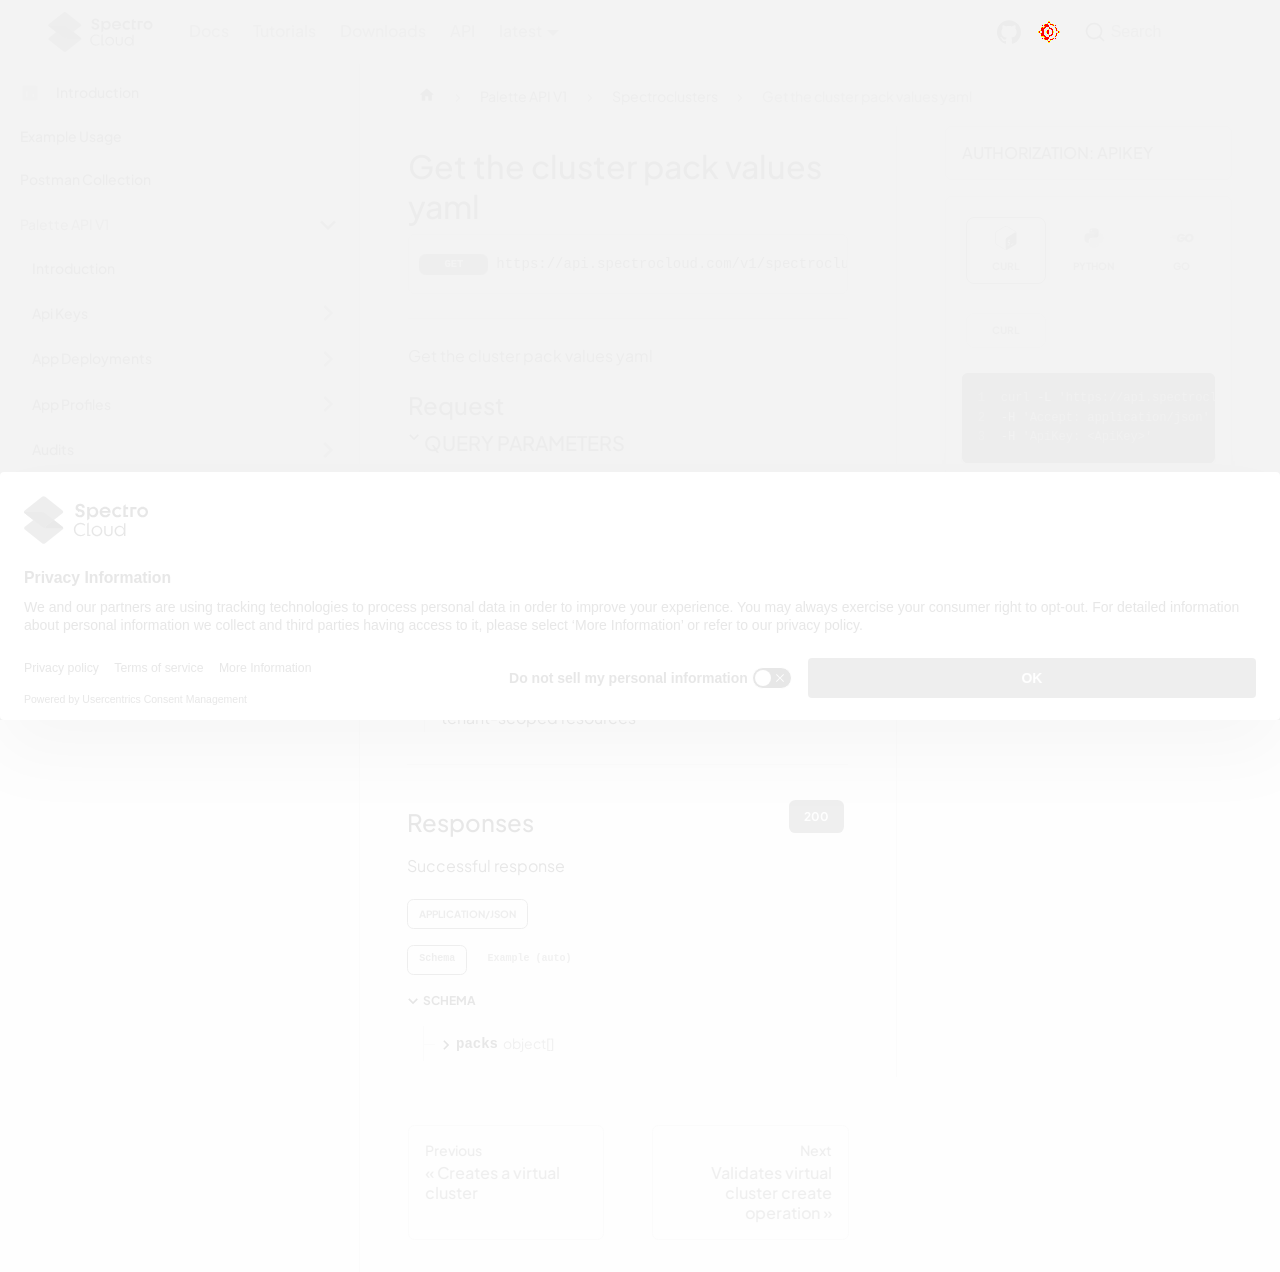 Spectro
Cloud
Docs
Tutorials
Downloads
API
latest
Search
Introduction
Example Usage
Postman Collection
Palette API V1
Introduction
Api Keys
App Deployments
App Profiles
Audits
Palette API V1
Spectroclusters
Get the cluster pack values yaml
Get the cluster pack values
yaml
GET
https://api.spectrocloud.com/v1/spectroclu
Get the cluster pack values yaml
Request
QUERY PARAMETERS
AUTHORIZATION: APIKEY
CURL
PYTHON
GO
CURL
Spectro
Cloud
Privacy Information
We and our partners are using tracking technologies to process personal data in order to improve your experience. You may always exercise your consumer right to opt-out. For detailed information
about personal information we collect and third parties having access to it, please select ‘More Information’ or refer to our privacy policy.
Privacy policy
Terms of service
More Information
Do not sell my personal information
OK
Powered by Usercentrics Consent Management
tenant-scoped resources
Responses
200
Successful response
APPLICATION/JSON
Schema
Example (auto)
SCHEMA
packs object[]
Previous
« Creates a virtual
cluster
Next
Validates virtual
cluster create
operation »